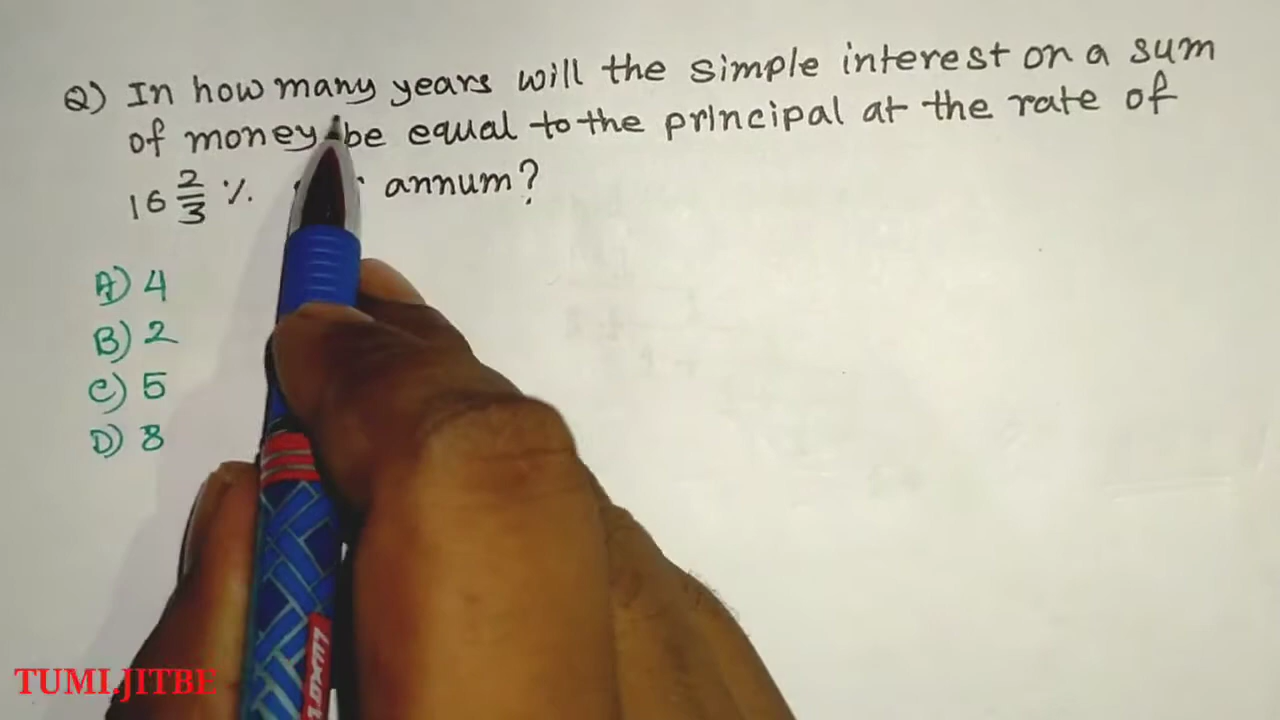 Q) In how many years will the simple interest on a sum
of money be equal to the principal at the rate of
16 2/3 % annum?
A) 4
B) 2
C) 5
D) 8
LUXOR
TUMI.JITBE